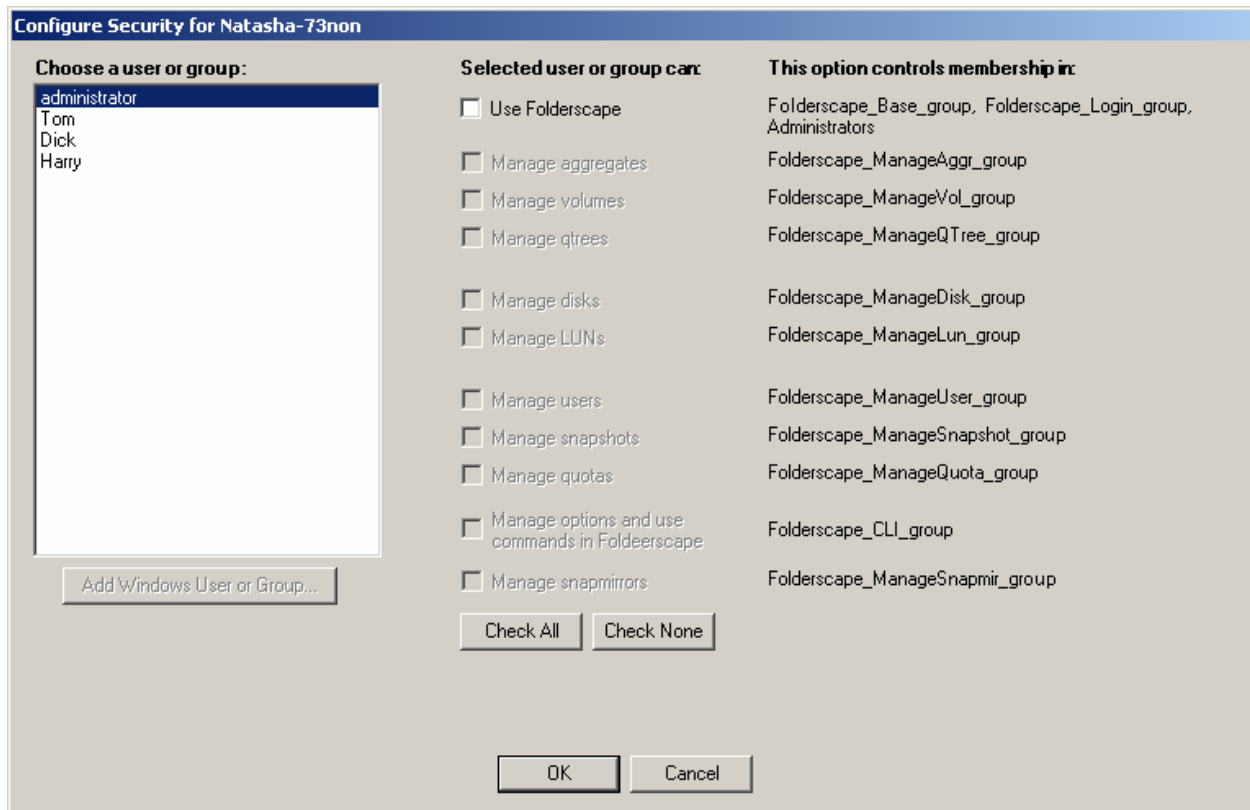 Configure Security for Natasha-73non
Choose a user or group:
administrator
Tom
Dick
Harry
Add Windows User or Group...
Selected user or group can:
This option controls membership in:
Use Folderscape
Folderscape_Base_group, Folderscape_Login_group,
Administrators
Manage aggregates
Folderscape_ManageAggr_group
Manage volumes
Folderscape_ManageVol_group
Manage qtrees
Folderscape_ManageQTree_group
Manage disks
Folderscape_ManageDisk_group
Manage LUNs
Folderscape_ManageLun_group
Manage users
Folderscape_ManageUser_group
Manage snapshots
Folderscape_ManageSnapshot_group
Manage quotas
Folderscape_ManageQuota_group
Manage options and use
commands in Foldeerscape
Folderscape_CLI_group
Manage snapmirrors
Folderscape_ManageSnapmir_group
Check All
Check None
OK
Cancel